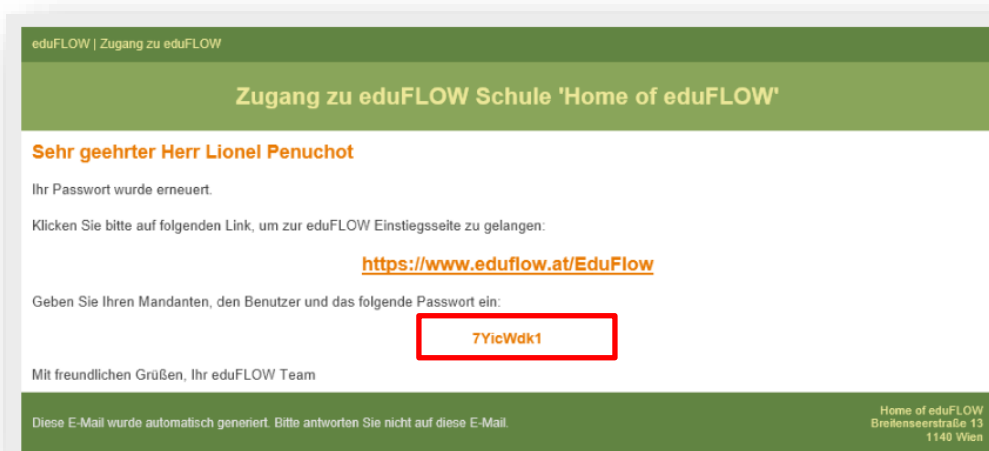 eduFLOW | Zugang zu eduFLOW
Zugang zu eduFLOW Schule 'Home of eduFLOW'
Sehr geehrter Herr Lionel Penuchot
Ihr Passwort wurde erneuert.
Klicken Sie bitte auf folgenden Link, um zur eduFLOW Einstiegsseite zu gelangen:
https://www.eduflow.at/EduFlow
Geben Sie Ihren Mandanten, den Benutzer und das folgende Passwort ein:
7YicWdk1
Mit freundlichen Grüßen, Ihr eduFLOW Team
Diese E-Mail wurde automatisch generiert. Bitte antworten Sie nicht auf diese E-Mail.
Home of eduFLOW
Breitenseerstraße 13
1140 Wien